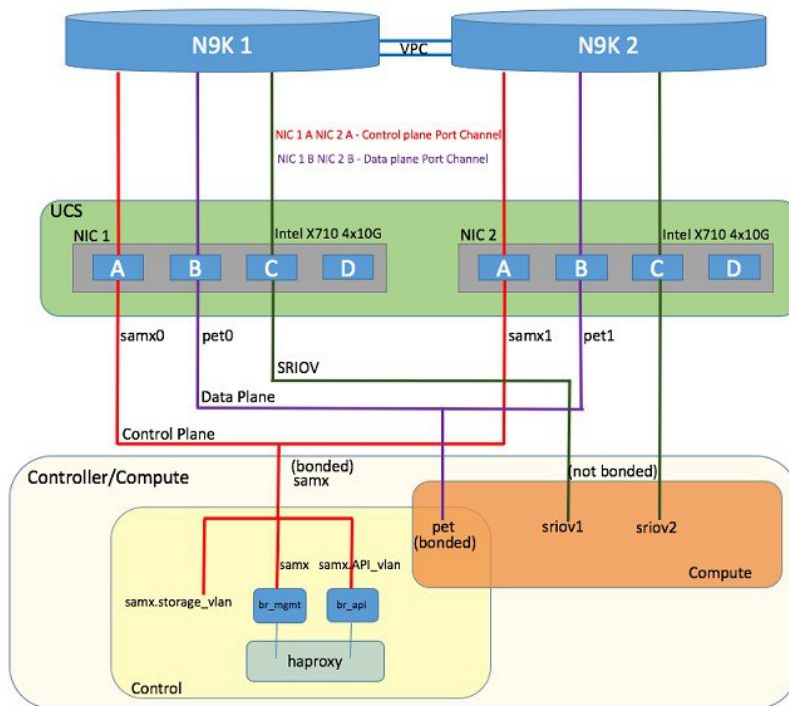 N9K 1
VPC
N9K 2
NIC 1 A NIC 2 A - Control plane Port Channel
NIC 1 B NIC 2 B - Data plane Port Channel
UCS
NIC 1
Intel X710 4x10G
NIC 2
Intel X710 4x10G
A
B
C
D
A
B
C
D
samx0
pet0
samx1
pet1
SRIOV
Data Plane
Control Plane
Controller/Compute
(bonded)
samx
(not bonded)
pet
(bonded)
sriov1
sriov2
Compute
samx
samx.API_vlan
samx.storage_vlan
br_mgmt
br_api
haproxy
Control